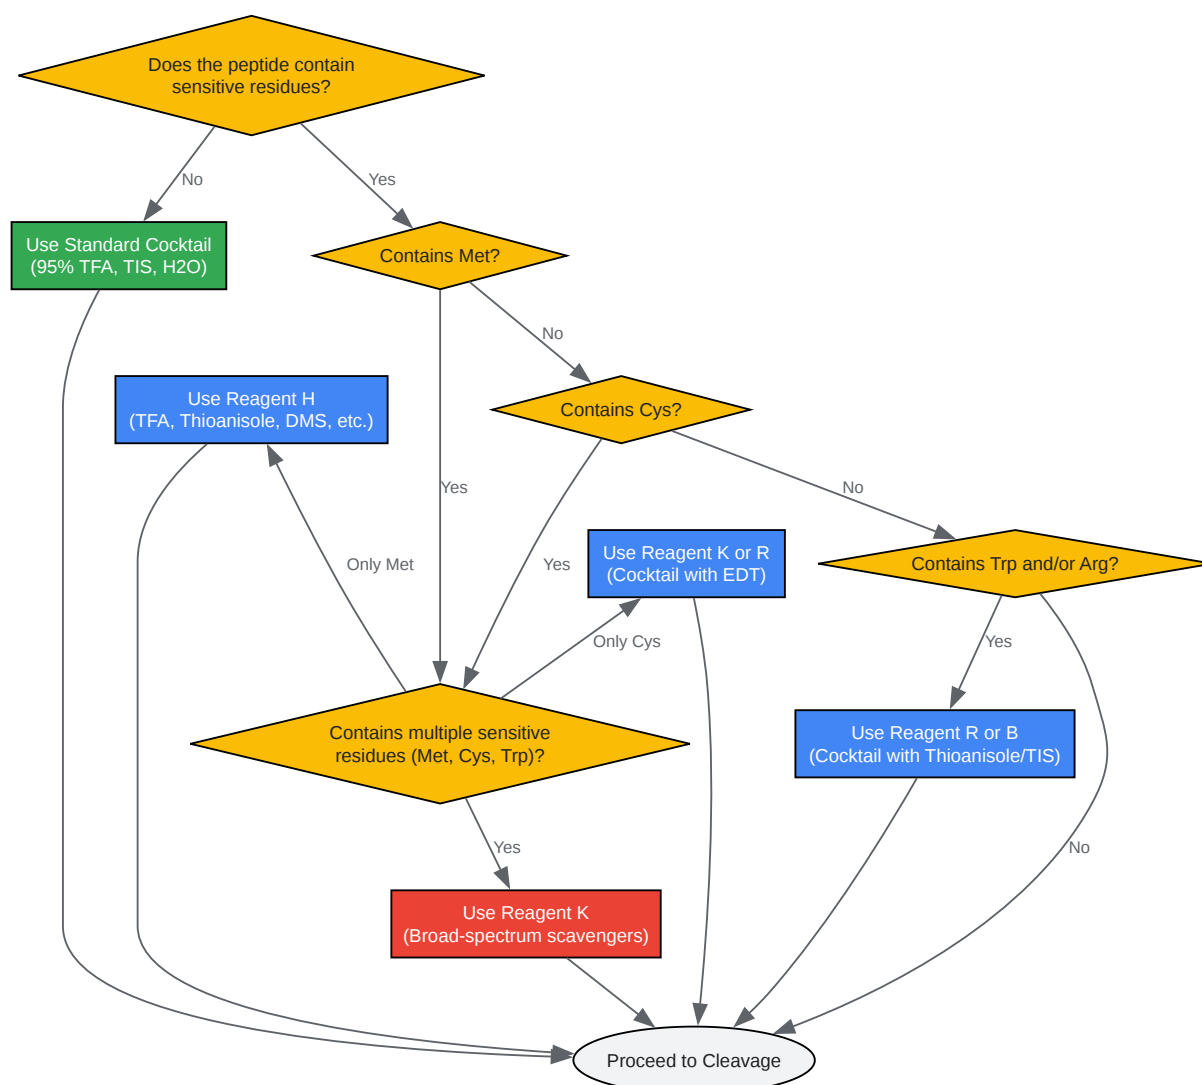 Does the peptide contain
sensitive residues?
No
Yes
Use Standard Cocktail
(95% TFA, TIS, H2O)
Contains Met?
No
Use Reagent H
(TFA, Thioanisole, DMS, etc.)
Contains Cys?
Yes
No
Only Met
Yes
Use Reagent K or R
(Cocktail with EDT)
Contains Trp and/or Arg?
Only Cys
Yes
Contains multiple sensitive
residues (Met, Cys, Trp)?
Use Reagent R or B
(Cocktail with Thioanisole/TIS)
Yes
No
Use Reagent K
(Broad-spectrum scavengers)
Proceed to Cleavage